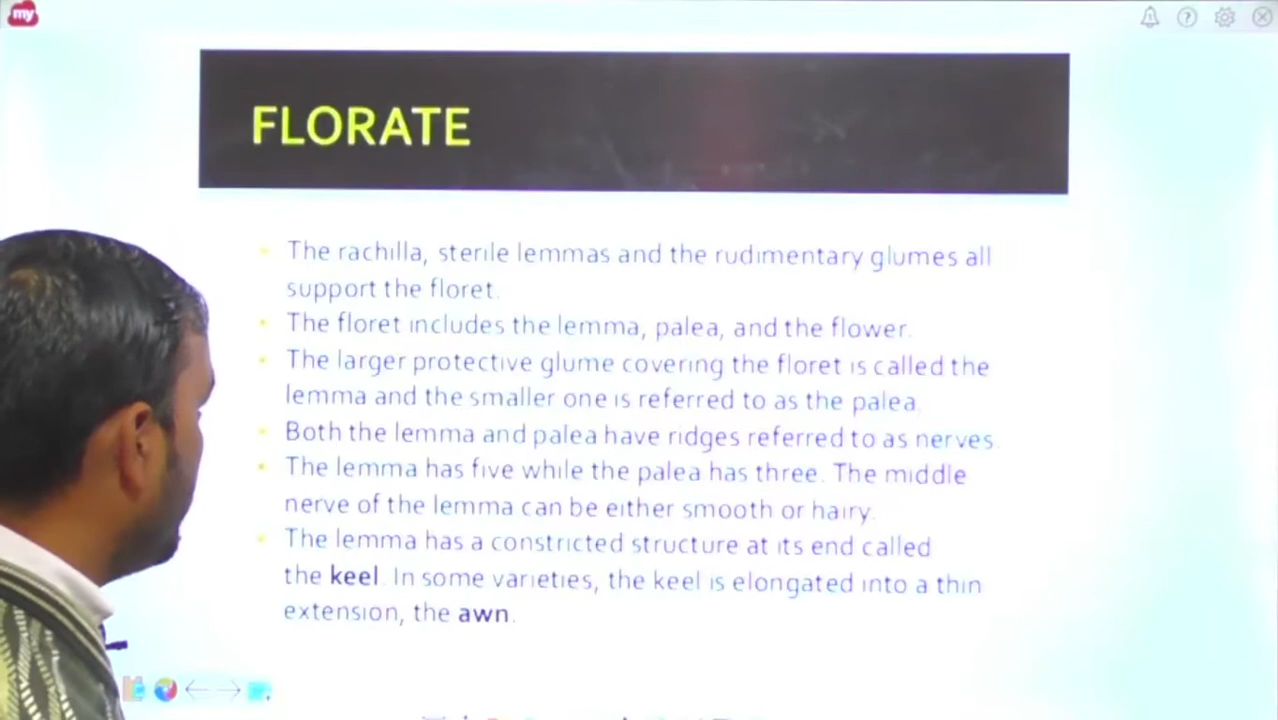 my
FLORATE
The rachilla, sterile lemmas and the rudimentary glumes all
support the floret.
The floret includes the lemma, palea, and the flower.
The larger protective glume covering the floret is called the
lemma and the smaller one is referred to as the palea.
Both the lemma and palea have ridges referred to as nerves.
The lemma has five while the palea has three. The middle
nerve of the lemma can be either smooth or hairy.
The lemma has a constricted structure at its end called
the keel. In some varieties, the keel is elongated into a thin
extension, the awn.